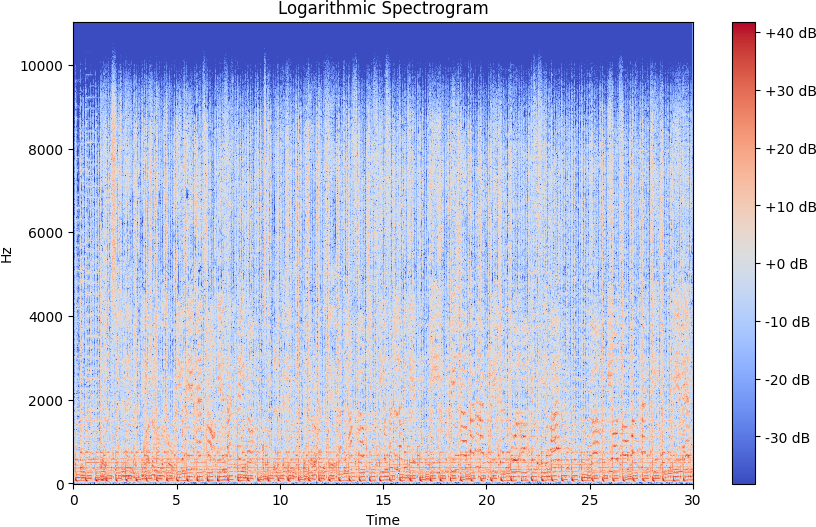 Logarithmic Spectrogram
Hz
10000
8000
6000
4000
2000
0
0 5 10 15 20 25 30
Time
+40 dB
+30 dB
+20 dB
+10 dB
+0 dB
-10 dB
-20 dB
-30 dB